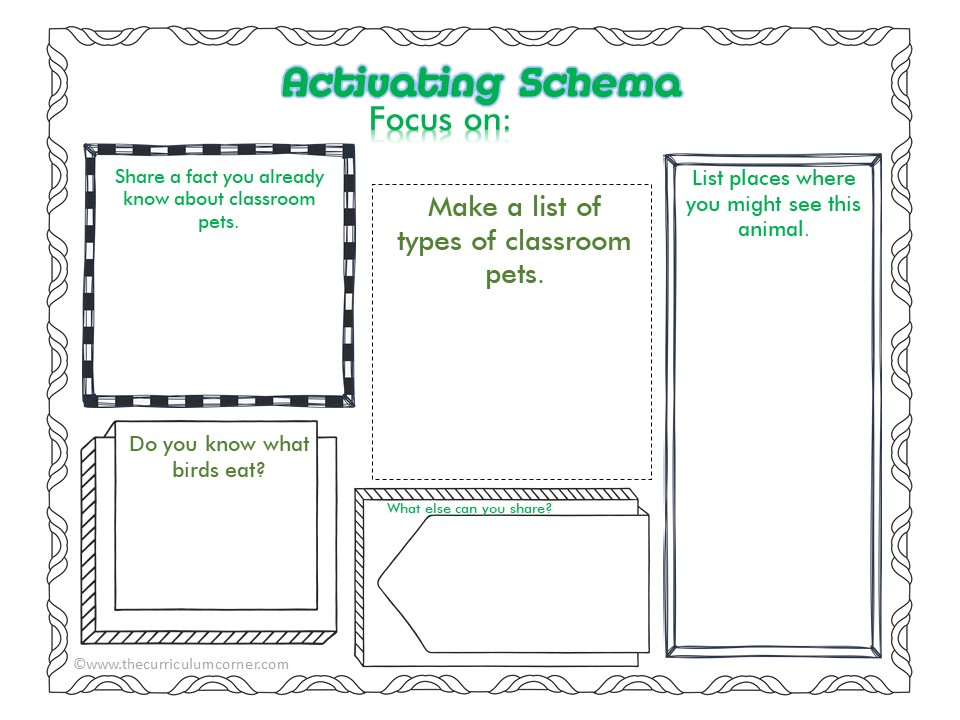 Activating Schema
Focus on:
Share a fact you already
know about classroom
pets.
Make a list of
types of classroom
pets.
List places where
you might see this
animal.
Do you know what
birds eat?
What else can you share?
©www.thecurriculumcorner.com